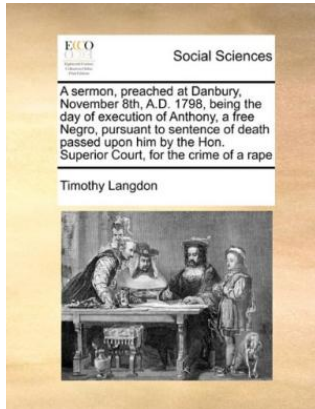 ECCO
Social Sciences
A sermon, preached at Danbury,
November 8th, A.D. 1798, being the
day of execution of Anthony, a free
Negro, pursuant to sentence of death
passed upon him by the Hon.
Superior Court, for the crime of a rape
Timothy Langdon